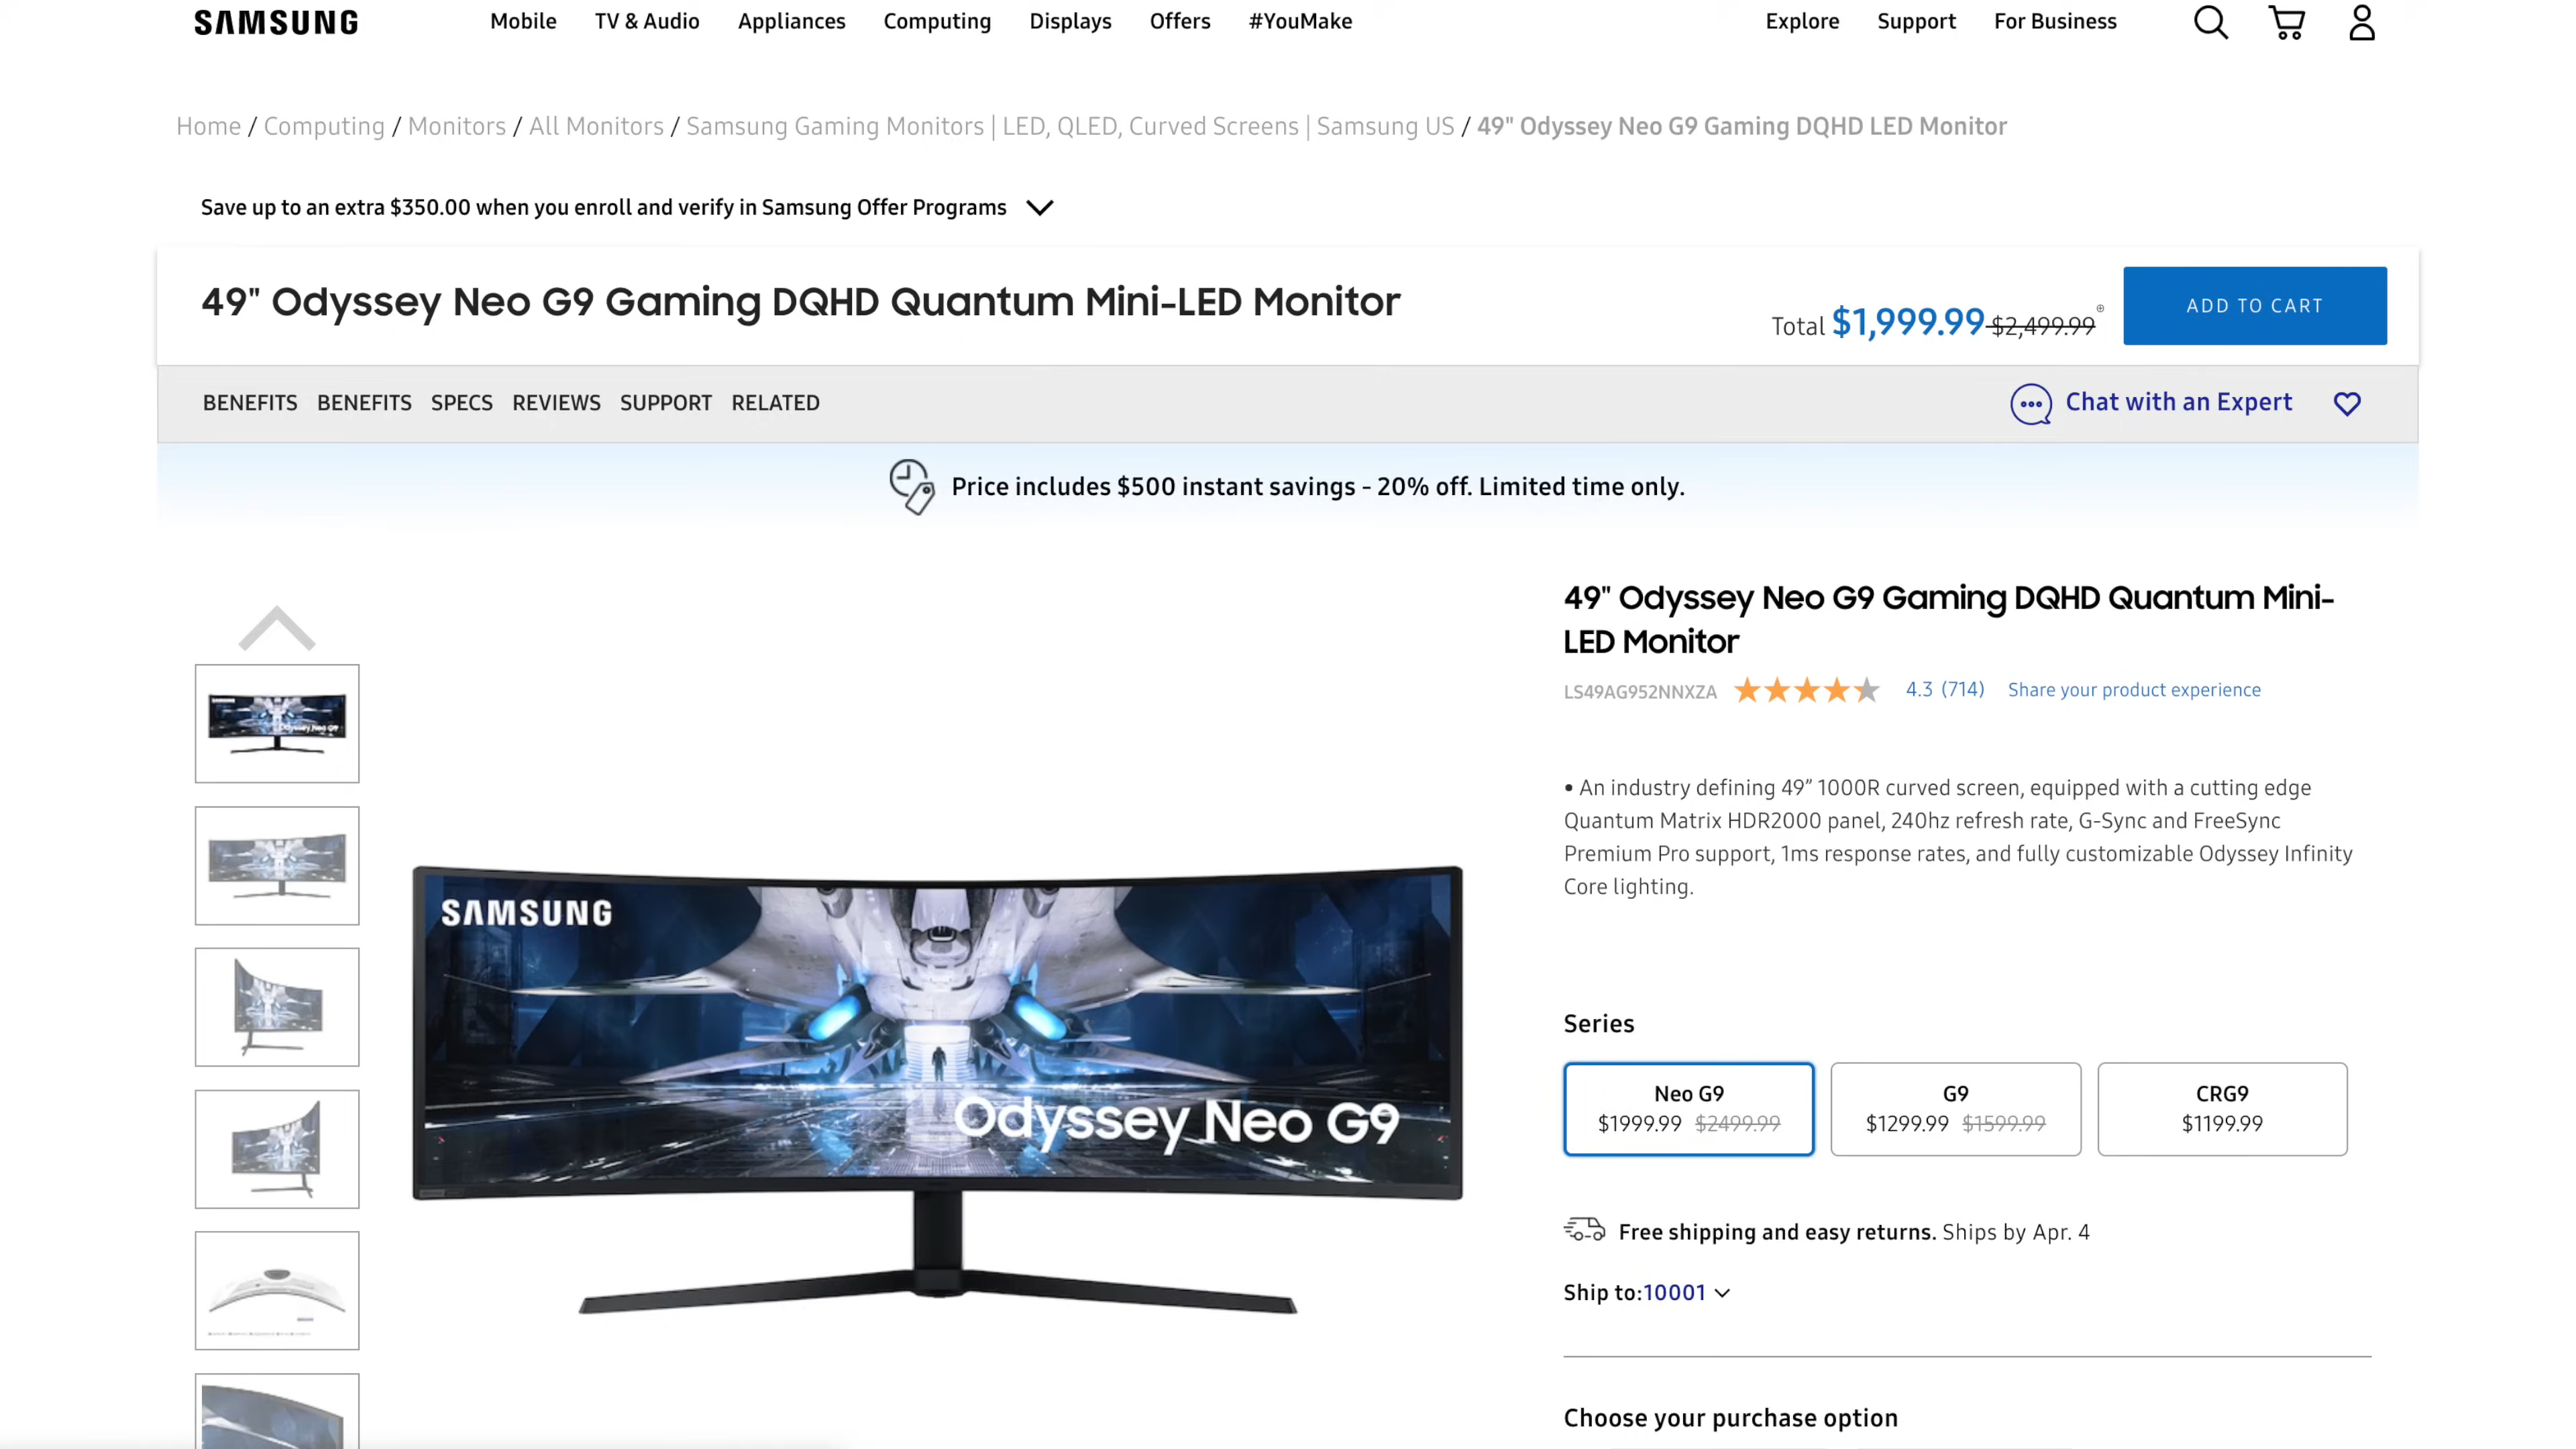 SAMSUNG
Mobile TV & Audio Appliances Computing Displays Offers #YouMake Explore Support For Business
Home / Computing / Monitors / All Monitors / Samsung Gaming Monitors | LED, QLED, Curved Screens | Samsung US / 49" Odyssey Neo G9 Gaming DQHD LED Monitor
Save up to an extra $350.00 when you enroll and verify in Samsung Offer Programs
49" Odyssey Neo G9 Gaming DQHD Quantum Mini-LED Monitor
Total $1,999.99 $2,499.99
ADD TO CART
BENEFITS BENEFITS SPECS REVIEWS SUPPORT RELATED
Chat with an Expert
Price includes $500 instant savings - 20% off. Limited time only.
SAMSUNG
Odyssey Neo G9
49" Odyssey Neo G9 Gaming DQHD Quantum Mini-
LED Monitor
LS49AG952NNXZA 4.3 (714) Share your product experience
• An industry defining 49” 1000R curved screen, equipped with a cutting edge
Quantum Matrix HDR2000 panel, 240hz refresh rate, G-Sync and FreeSync
Premium Pro support, 1ms response rates, and fully customizable Odyssey Infinity
Core lighting.
Series
Neo G9
$1999.99 $2499.99
G9
$1299.99 $1599.99
CRG9
$1199.99
Free shipping and easy returns. Ships by Apr. 4
Ship to:10001
Choose your purchase option